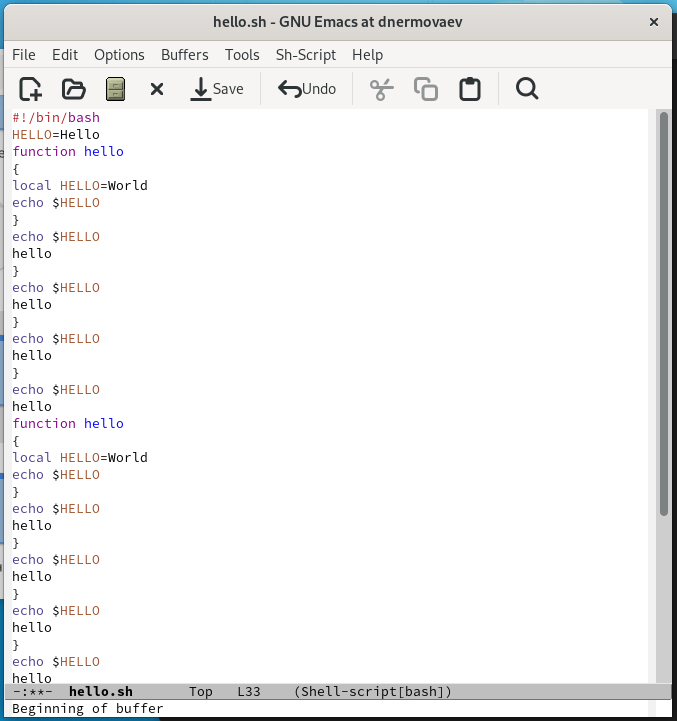 hello.sh - GNU Emacs at dnermovaev
File Edit Options Buffers Tools Sh-Script Help
Save Undo
#!/bin/bash
HELLO=Hello
function hello
{
local HELLO=World
echo $HELLO
}
echo $HELLO
hello
}
echo $HELLO
hello
}
echo $HELLO
hello
}
echo $HELLO
hello
function hello
{
local HELLO=World
echo $HELLO
}
echo $HELLO
hello
}
echo $HELLO
hello
}
echo $HELLO
hello
}
echo $HELLO
hello
-:**- hello.sh Top L33 (Shell-script[bash])
Beginning of buffer